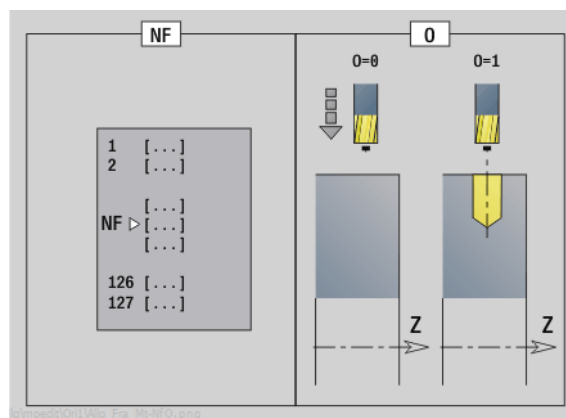 NF
O
O=0
O=1
1 [...]
2 [...]
[...]
NF [...]
[...]
126 [...]
127 [...]
Z
Z